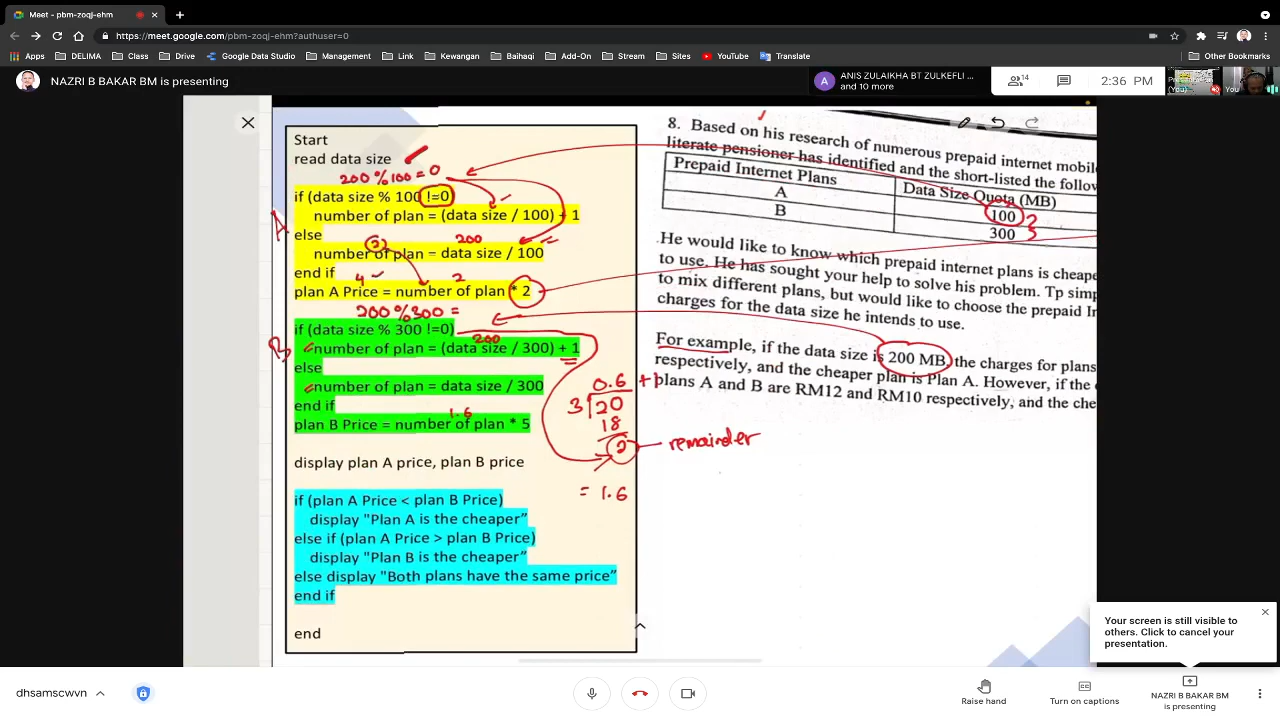 Meet - pbm-zoqj-ehm
https://meet.google.com/pbm-zoqj-ehm?authuser=0
Apps DELIMA Class Drive Google Data Studio Management Link Kewangan Baihaqi Add-On Stream Sites YouTube Translate Other Bookmarks
NAZRI B BAKAR BM is presenting
ANIS ZULAIKHA BT ZULKEFLI ...
and 10 more
14
2:36 PM
(You)
You
Start
read data size
200 % 100 = 0
if (data size % 100 !=0)
A
number of plan = (data size / 100) + 1
else
2
200
number of plan = data size / 100
end if
4
2
plan A Price = number of plan * 2
200 % 300 =
if (data size % 300 !=0)
200
B
number of plan = (data size / 300) + 1
else
number of plan = data size / 300
end if
1.6
plan B Price = number of plan * 5
display plan A price, plan B price
if (plan A Price < plan B Price)
display "Plan A is the cheaper”
else if (plan A Price > plan B Price)
display "Plan B is the cheaper”
else display "Both plans have the same price”
end if
end
0.6 +1
3 20
18
2 remainder
= 1.6
8. Based on his research of numerous prepaid internet mobil
literate pensioner has identified and the short-listed the follow
Prepaid Internet Plans Data Size Quota (MB)
A 100 2
B 300 3
He would like to know which prepaid internet plans is cheape
to use. He has sought your help to solve his problem. Tp simp
to mix different plans, but would like to choose the prepaid In
charges for the data size he intends to use.
For example, if the data size is 200 MB, the charges for plans
respectively, and the cheaper plan is Plan A. However, if the
plans A and B are RM12 and RM10 respectively, and the che
Your screen is still visible to
others. Click to cancel your
presentation.
dhsamscwvn
Raise hand
Turn on captions
NAZRI B BAKAR BM
is presenting